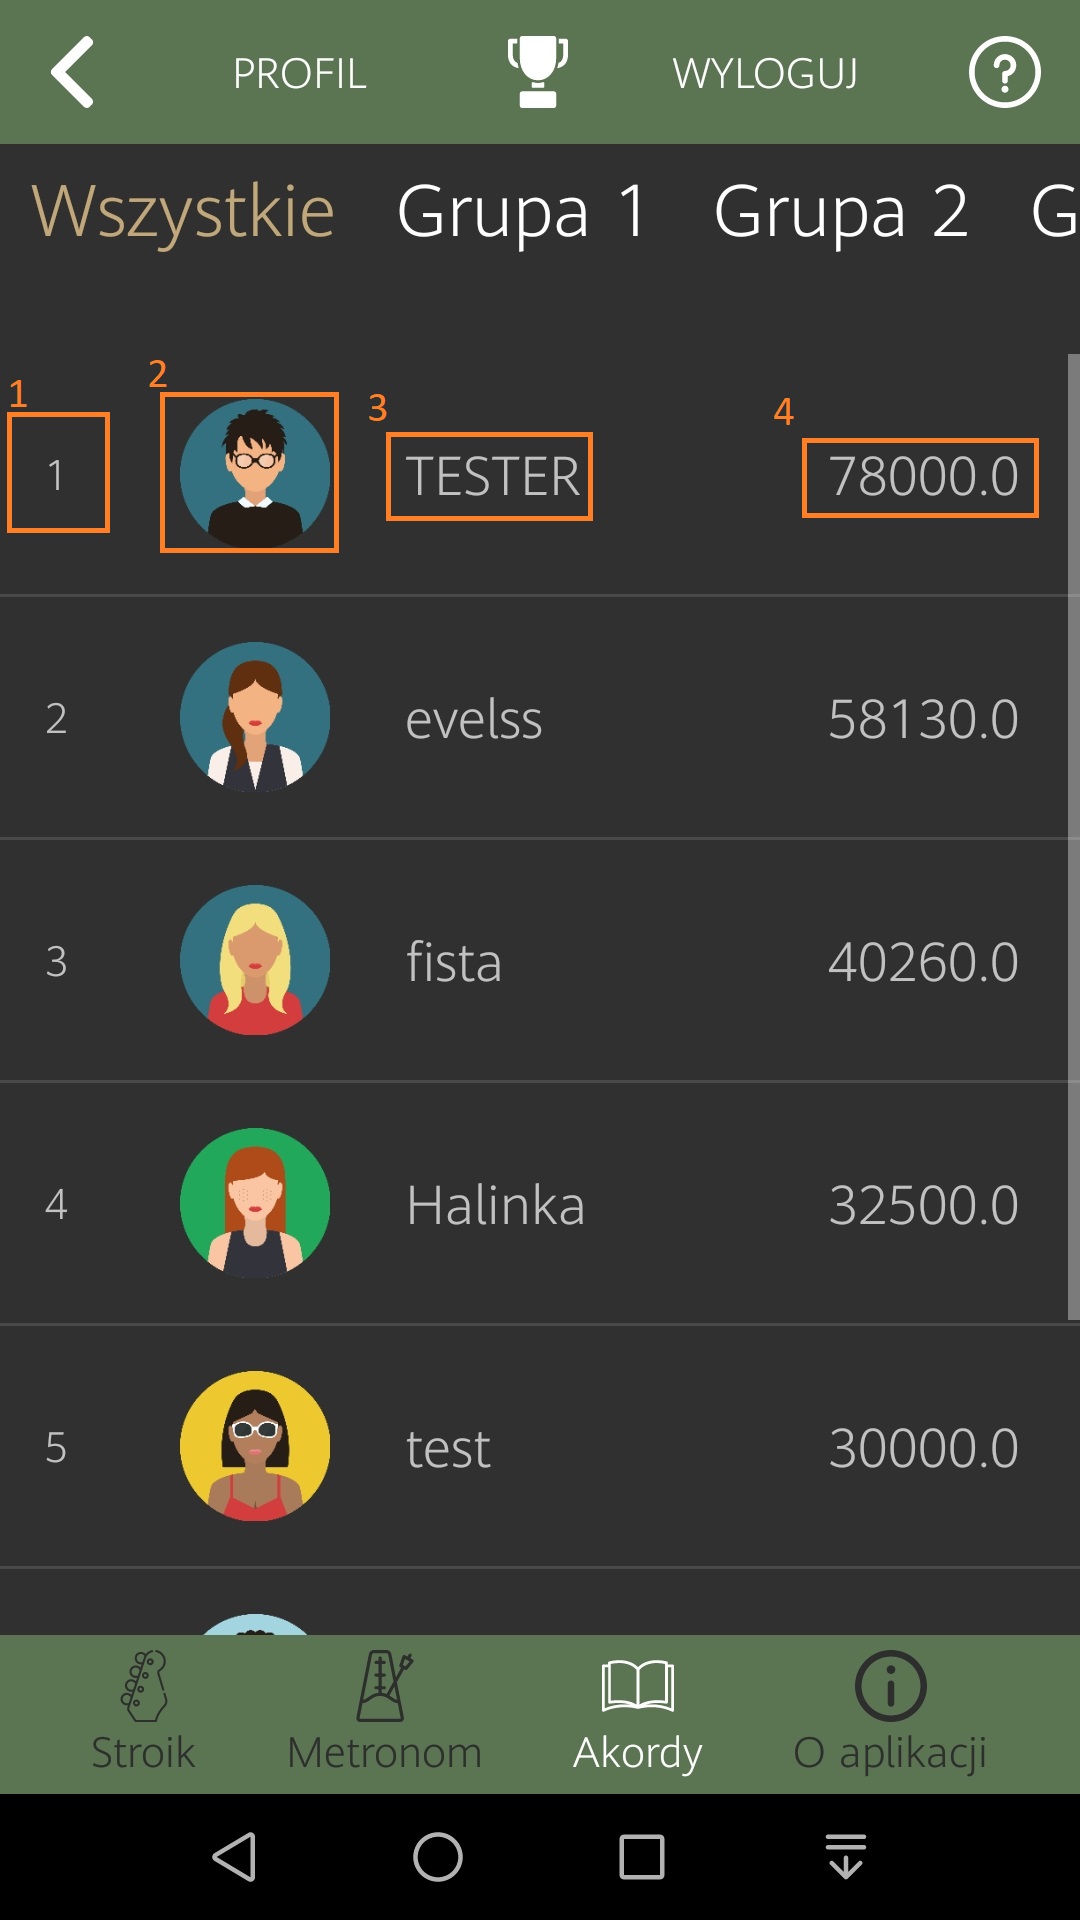 PROFIL WYLOGUJ ?
Wszystkie Grupa 1 Grupa 2 G
1 2 3 4
1 TESTER 78000.0
2 evelss 58130.0
3 fista 40260.0
4 Halinka 32500.0
5 test 30000.0
Stroik Metronom Akordy O aplikacji